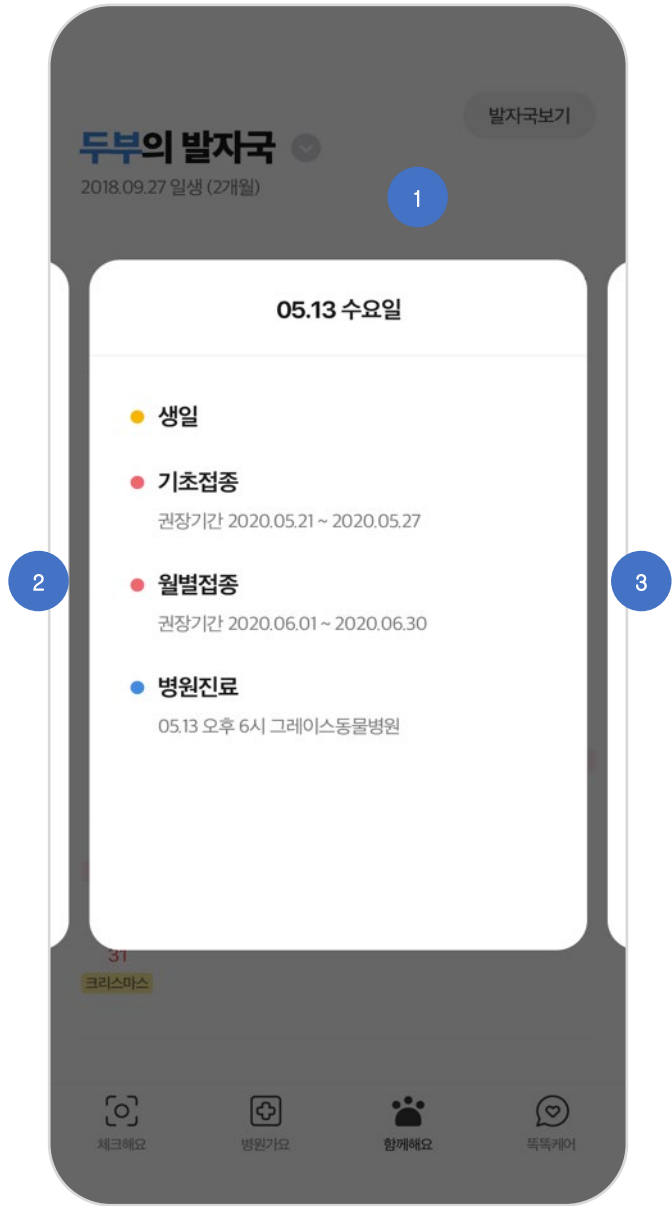 발자국보기
두부의 발자국
2018.09.27 일생 (2개월)
1
05.13 수요일
생일
기초접종
권장기간 2020.05.21 ~ 2020.05.27
2
3
월별접종
권장기간 2020.06.01 ~ 2020.06.30
병원진료
05.13 오후 6시 그레이스동물병원
31
크리스마스
체크해요
병원가요
함께해요
똑똑케어